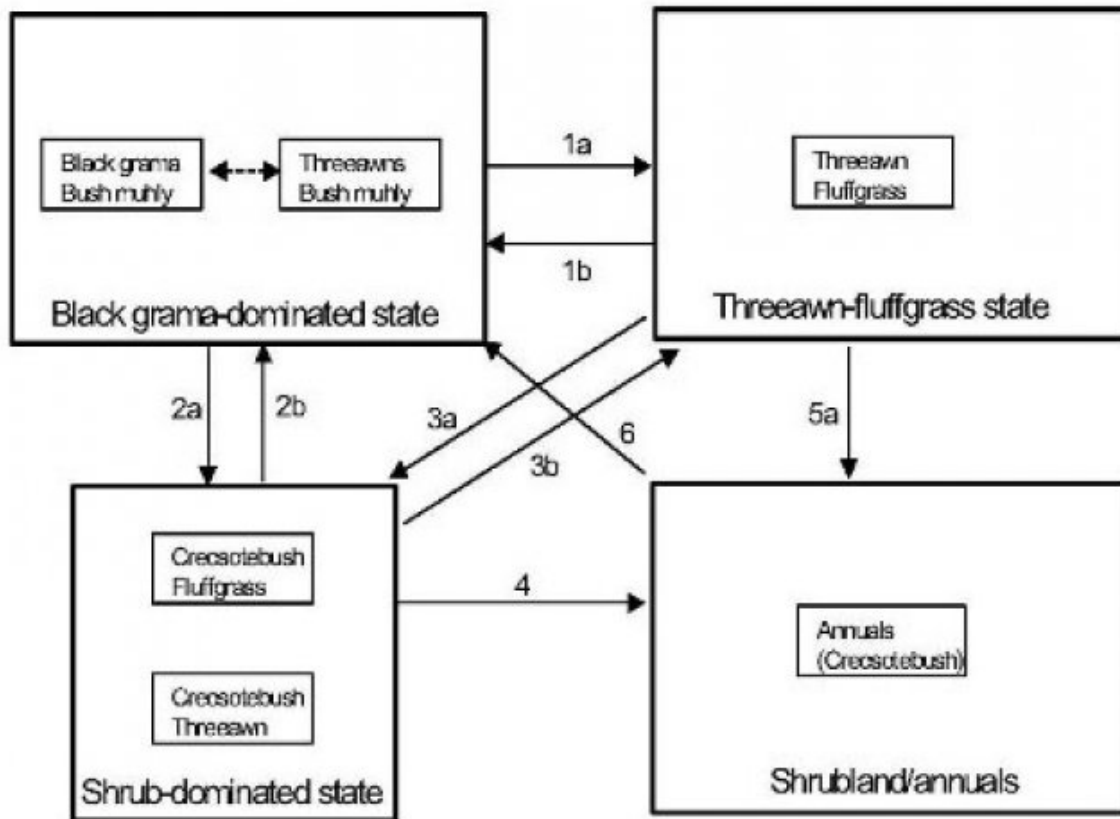 Black grama
Bush muhly
Threeawns
Bush muhly
Black grama-dominated state
1a
1b
Threeawn
Fluffgrass
Threeawn-fluffgrass state
2a
2b
3a
3b
6
5a
Creosotebush
Fluffgrass
Creosotebush
Threeawn
Shrub-dominated state
4
Annuals
(Creosotebush)
Shrubland/annuals